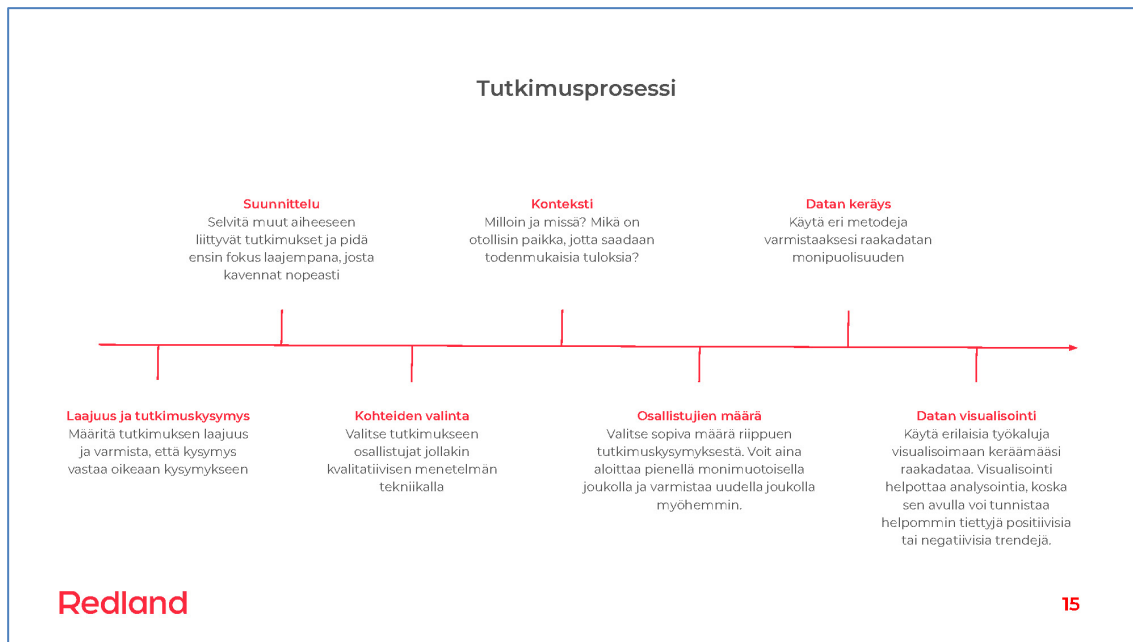 Tutkimusprosessi
Suunnittelu
Selvitä muut aiheeseen
liittyvät tutkimukset ja pidä
ensin fokus laajempana, josta
kavennat nopeasti
Konteksti
Milloin ja missä? Mikä on
otollisin paikka, jotta saadaan
todenmukaisia tuloksia?
Datan keräys
Käytä eri metodeja
varmistaaksesi raakadatan
monipuolisuuden
Laajuus ja tutkimuskysymys
Määritä tutkimuksen laajuus
ja varmista, että kysymys
vastaa oikeaan kysymykseen
Kohteiden valinta
Valitse tutkimukseen
osallistujat jollakin
kvalitatiivisen menetelmän
tekniikalla
Osallistujien määrä
Valitse sopiva määrä riippuen
tutkimuskysymyksestä. Voit aina
aloittaa pienellä monimuotoisella
joukolla ja varmistaa uudella joukolla
myöhemmin.
Datan visualisointi
Käytä erilaisia työkaluja
visualisoimaan keräämääsi
raakadataa. Visualisointi
helpottaa analysointia, koska
sen avulla voi tunnistaa
helpommin tiettyjä positiivisia
tai negatiivisia trendejä.
Redland
15